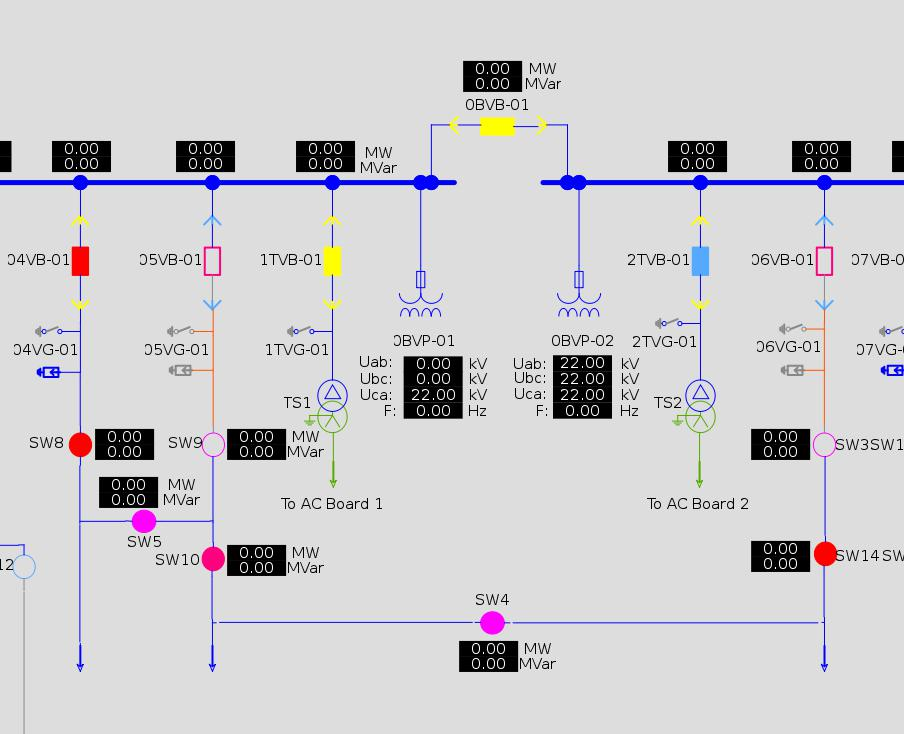 0.00 MW
0.00 MVar
0BVB-01
0.00 0.00 0.00 MW 0.00 0.00
0.00 0.00 0.00 MVar 0.00 0.00
04VB-01 05VB-01 1TVB-01 2TVB-01 06VB-01 07VB-0
04VG-01 05VG-01 1TVG-01 0BVP-01 0BVP-02 2TVG-01 06VG-01 07VG-
Uab: 0.00 kV Uab: 22.00 kV
Ubc: 0.00 kV Ubc: 22.00 kV
Uca: 22.00 kV Uca: 22.00 kV
F: 0.00 Hz F: 0.00 Hz
TS1 TS2
SW8 0.00 SW9 0.00 MW 0.00 SW3SW1
0.00 0.00 MVar 0.00
0.00 MW
0.00 MVar
To AC Board 1 To AC Board 2
SW5
12 SW10 0.00 MW 0.00 SW14SW
0.00 MVar 0.00
SW4
0.00 MW
0.00 MVar